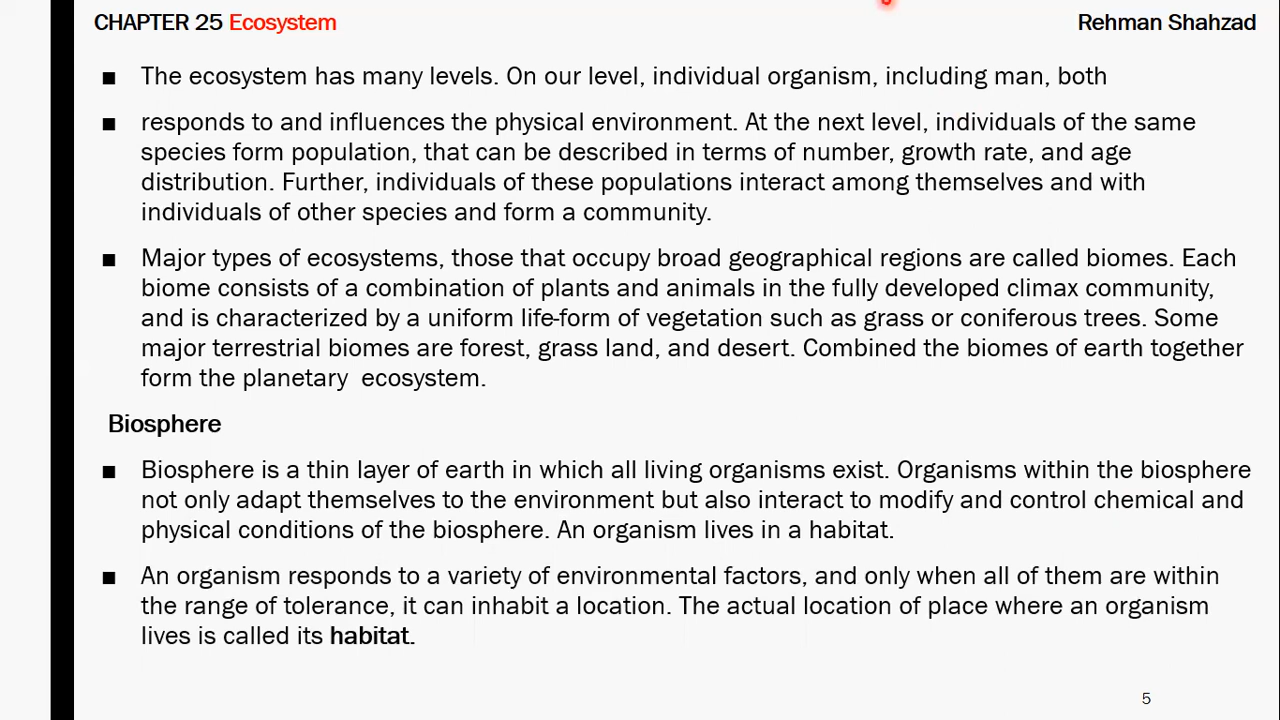 CHAPTER 25 Ecosystem Rehman Shahzad
■ The ecosystem has many levels. On our level, individual organism, including man, both
■ responds to and influences the physical environment. At the next level, individuals of the same
species form population, that can be described in terms of number, growth rate, and age
distribution. Further, individuals of these populations interact among themselves and with
individuals of other species and form a community.
■ Major types of ecosystems, those that occupy broad geographical regions are called biomes. Each
biome consists of a combination of plants and animals in the fully developed climax community,
and is characterized by a uniform life-form of vegetation such as grass or coniferous trees. Some
major terrestrial biomes are forest, grass land, and desert. Combined the biomes of earth together
form the planetary  ecosystem.
Biosphere
■ Biosphere is a thin layer of earth in which all living organisms exist. Organisms within the biosphere
not only adapt themselves to the environment but also interact to modify and control chemical and
physical conditions of the biosphere. An organism lives in a habitat.
■ An organism responds to a variety of environmental factors, and only when all of them are within
the range of tolerance, it can inhabit a location. The actual location of place where an organism
lives is called its habitat.
5